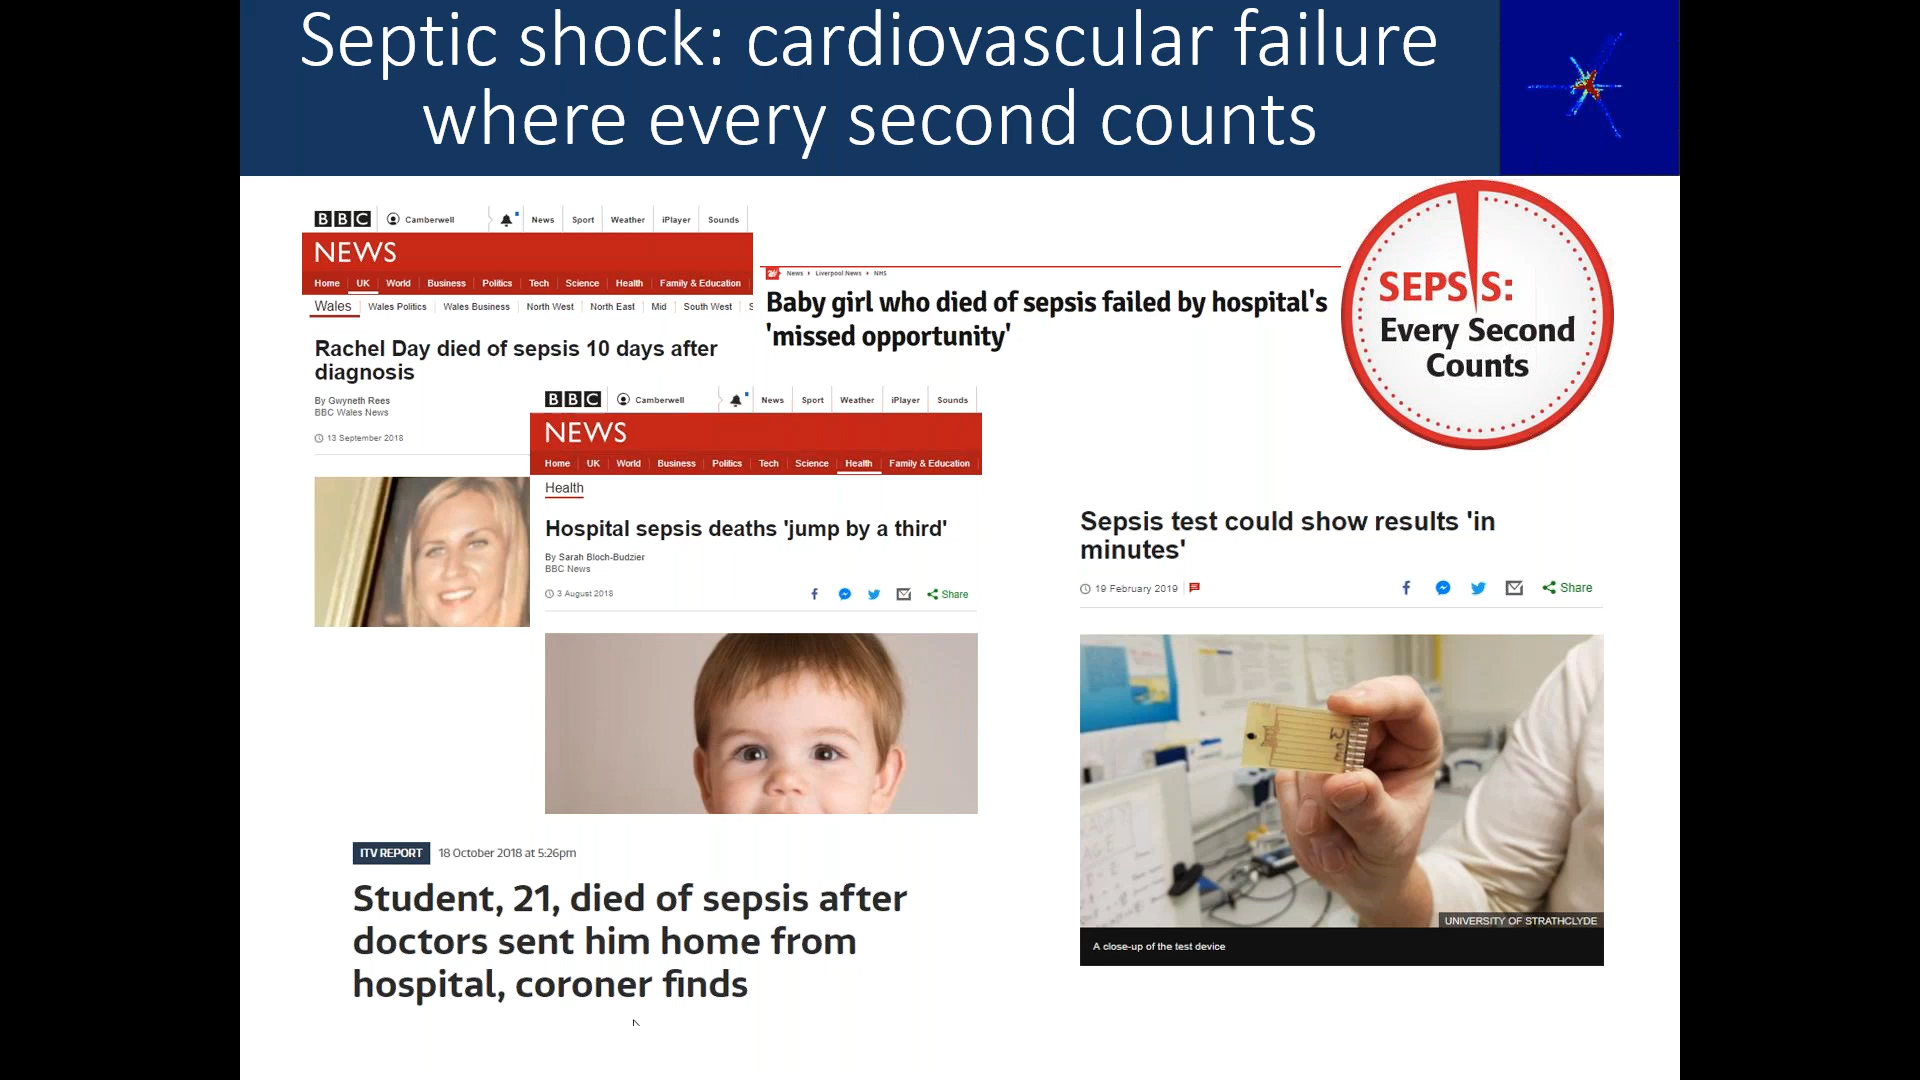 Septic shock: cardiovascular failure
where every second counts
BBC Camberwell News Sport Weather iPlayer Sounds
NEWS
Home UK World Business Politics Tech Science Health Family & Education
Wales Wales Politics Wales Business North West North East Mid South West S
Rachel Day died of sepsis 10 days after
diagnosis
By Gwyneth Rees
BBC Wales News
13 September 2018
News Liverpool News NHS
Baby girl who died of sepsis failed by hospital's
'missed opportunity'
SEPSIS:
Every Second
Counts
BBC Camberwell News Sport Weather iPlayer Sounds
NEWS
Home UK World Business Politics Tech Science Health Family & Education
Health
Hospital sepsis deaths 'jump by a third'
By Sarah Bloch-Budzier
BBC News
3 August 2018 Share
Sepsis test could show results 'in
minutes'
19 February 2019 Share
UNIVERSITY OF STRATHCLYDE
A close-up of the test device
ITV REPORT 18 October 2018 at 5:26pm
Student, 21, died of sepsis after
doctors sent him home from
hospital, coroner finds